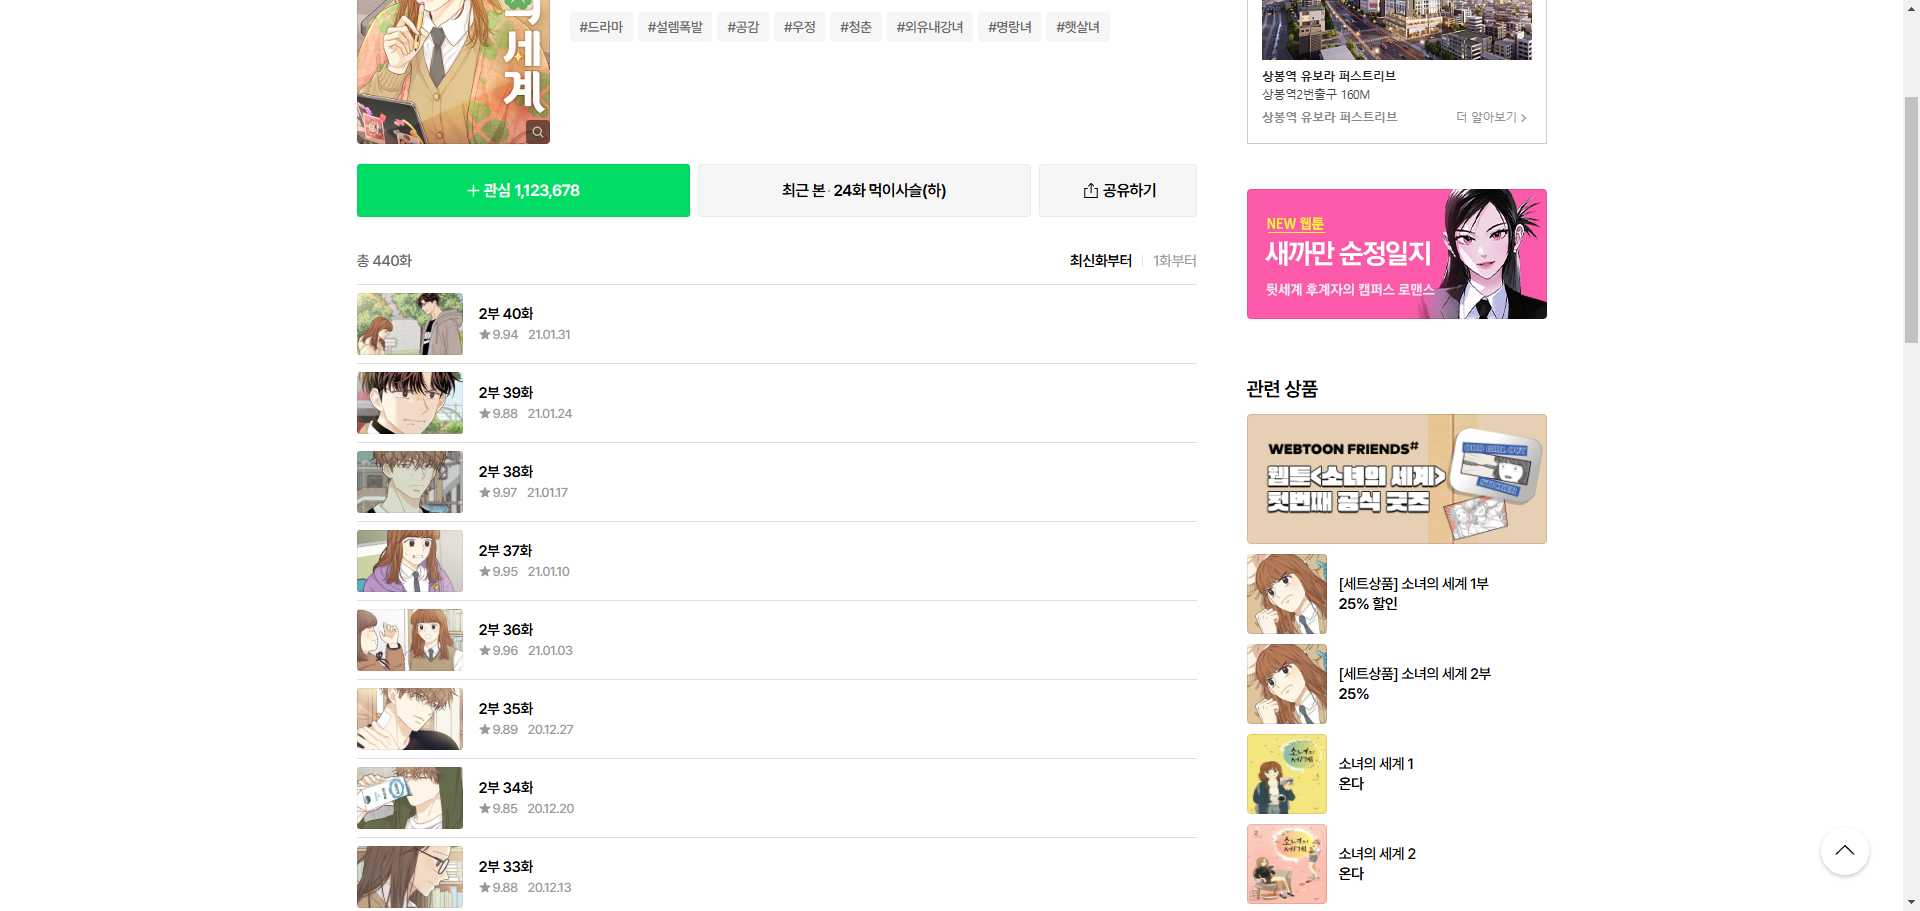 의
세
계
#드라마 #설렘폭발 #공감 #우정 #청춘 #외유내강녀 #명랑녀 #햇살녀
+ 관심 1,123,678
최근 본 · 24화 먹이사슬(하)
공유하기
총 440화
최신화부터 1화부터
2부 40화
★9.94 21.01.31
2부 39화
★9.88 21.01.24
2부 38화
★9.97 21.01.17
2부 37화
★9.95 21.01.10
2부 36화
★9.96 21.01.03
2부 35화
★9.89 20.12.27
2부 34화
★9.85 20.12.20
2부 33화
★9.88 20.12.13
상봉역 유보라 퍼스트리브
상봉역2번출구 160M
상봉역 유보라 퍼스트리브 더 알아보기
NEW 웹툰
새까만 순정일지
뒷세계 후계자의 캠퍼스 로맨스
관련 상품
WEBTOON FRIENDS#
웹툰<소녀의 세계>
첫번째 공식 굿즈
[세트상품] 소녀의 세계 1부
25% 할인
[세트상품] 소녀의 세계 2부
25%
소녀의 세계
소녀의 세계 1
온다
소녀의 세계
소녀의 세계 2
온다